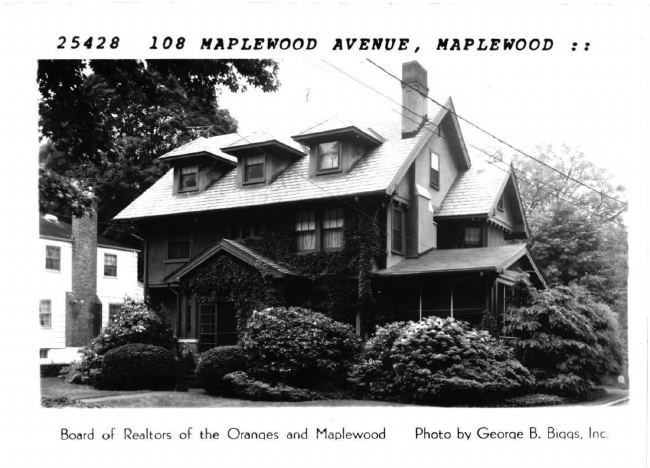 25428 108 MAPLEWOOD AVENUE, MAPLEWOOD ::
Board of Realtors of the Oranges and Maplewood Photo by George B. Biggs, Inc.